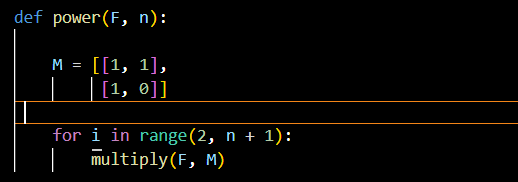 def power(F, n):
    M = [[1, 1],
         [1, 0]]
    for i in range(2, n + 1):
        multiply(F, M)